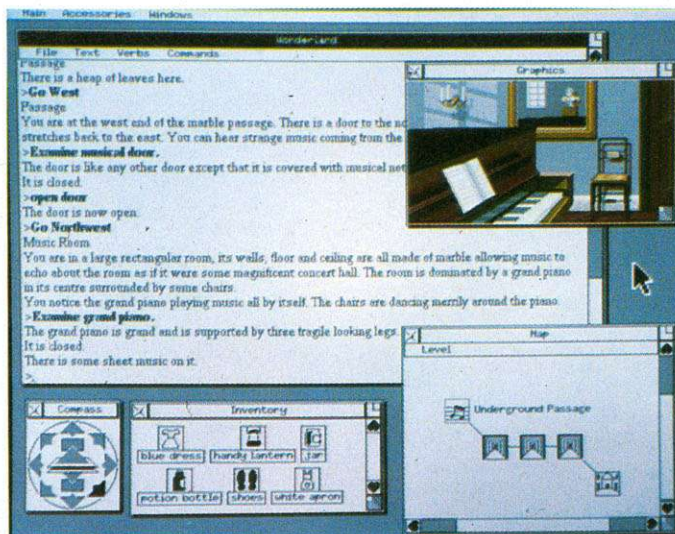 Main Accessories Windows
Wonderland
File Text Verbs Commands
Passage
There is a heap of leaves here.
>Go West
Passage
You are at the west end of the marble passage. There is a door to the
stretches back to the east. You can hear strange music coming from the
>Examine musical door.
The door is like any other door except that it is covered with musical
It is closed.
>open door
The door is now open.
>Go Northwest
Music Room
You are in a large rectangular room, its walls, floor and ceiling are all made of marble allowing music to
echo about the room as if it were some magnificent concert hall. The room is dominated by a grand piano
in its centre surrounded by some chairs.
You notice the grand piano playing music all by itself. The chairs are dancing merrily around the piano.
>Examine grand piano.
The grand piano is grand and is supported by three fragile looking legs.
It is closed.
There is some sheet music on it.
>
Graphics
Compass
Inventory
blue dress handy lantern jar
potion bottle shoes white apron
Map
Level
Underground Passage